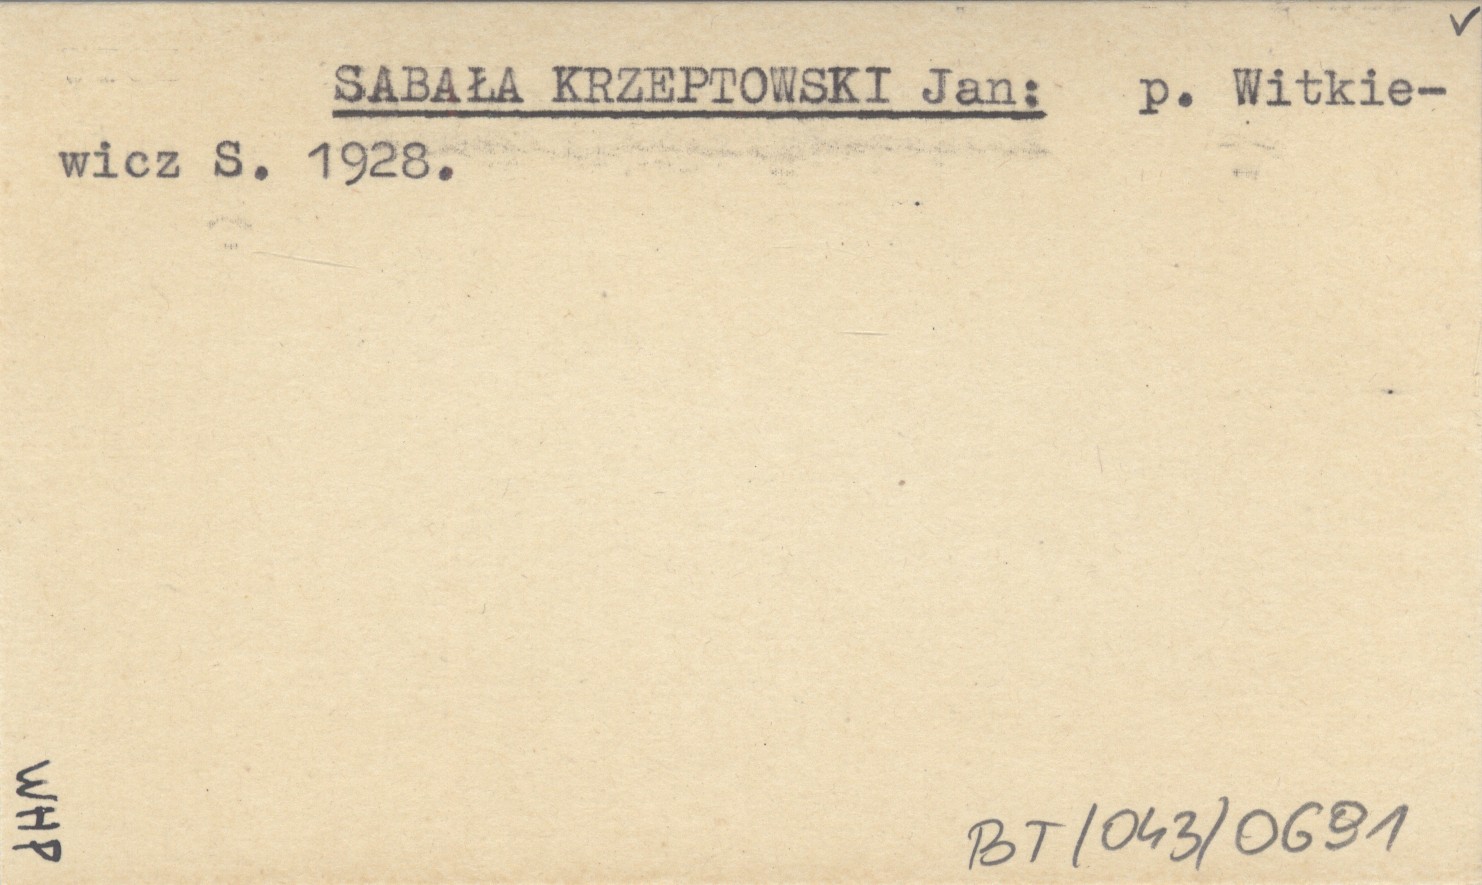 SABAŁA KRZEPTOWSKI Jan: p. Witkie-
wicz S. 1928.
WHP
BT/043/0691